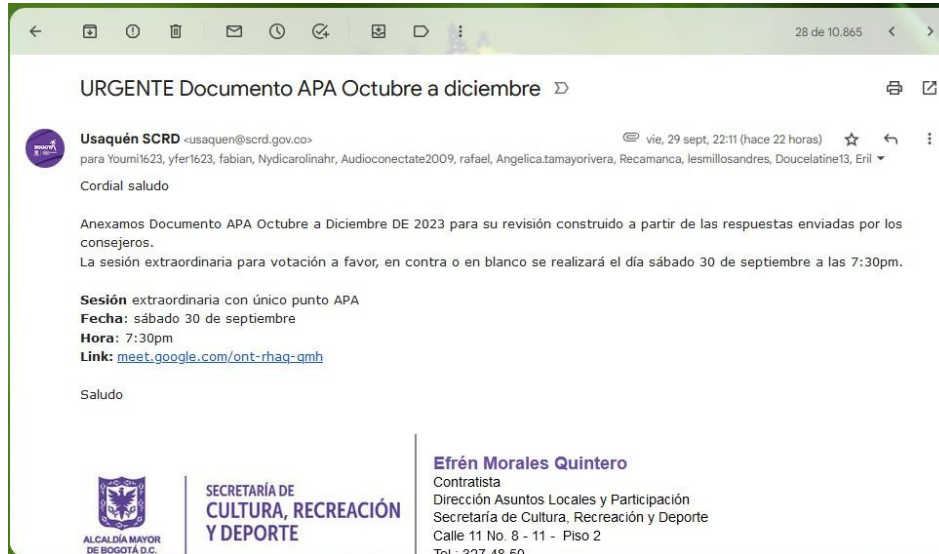 28 de 10.865
URGENTE Documento APA Octubre a diciembre
Usaquén SCRD <usaquen@scrd.gov.co>
vie, 29 sept, 22:11 (hace 22 horas)
para Youmi1623, yfer1623, fabian, Nydicarolinahr, Audioconectate2009, rafael, Angelica.tamayorivera, Recamanca, lesmillosandres, Doucelatine13, Eril
Cordial saludo
Anexamos Documento APA Octubre a Diciembre DE 2023 para su revisión construido a partir de las respuestas enviadas por los
consejeros.
La sesión extraordinaria para votación a favor, en contra o en blanco se realizará el día sábado 30 de septiembre a las 7:30pm.
Sesión extraordinaria con único punto APA
Fecha: sábado 30 de septiembre
Hora: 7:30pm
Link: meet.google.com/ont-rhaq-qmh
Saludo
ALCALDÍA MAYOR
DE BOGOTÁ D.C.
SECRETARÍA DE
CULTURA, RECREACIÓN
Y DEPORTE
Efrén Morales Quintero
Contratista
Dirección Asuntos Locales y Participación
Secretaría de Cultura, Recreación y Deporte
Calle 11 No. 8 - 11 - Piso 2
Tel.: 327 48 50